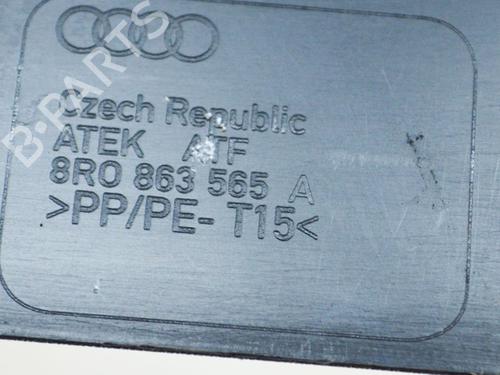 B-PARTS
Czech Republic
ATEK ATF
8R0 863 565 A
>PP/PE-T15<